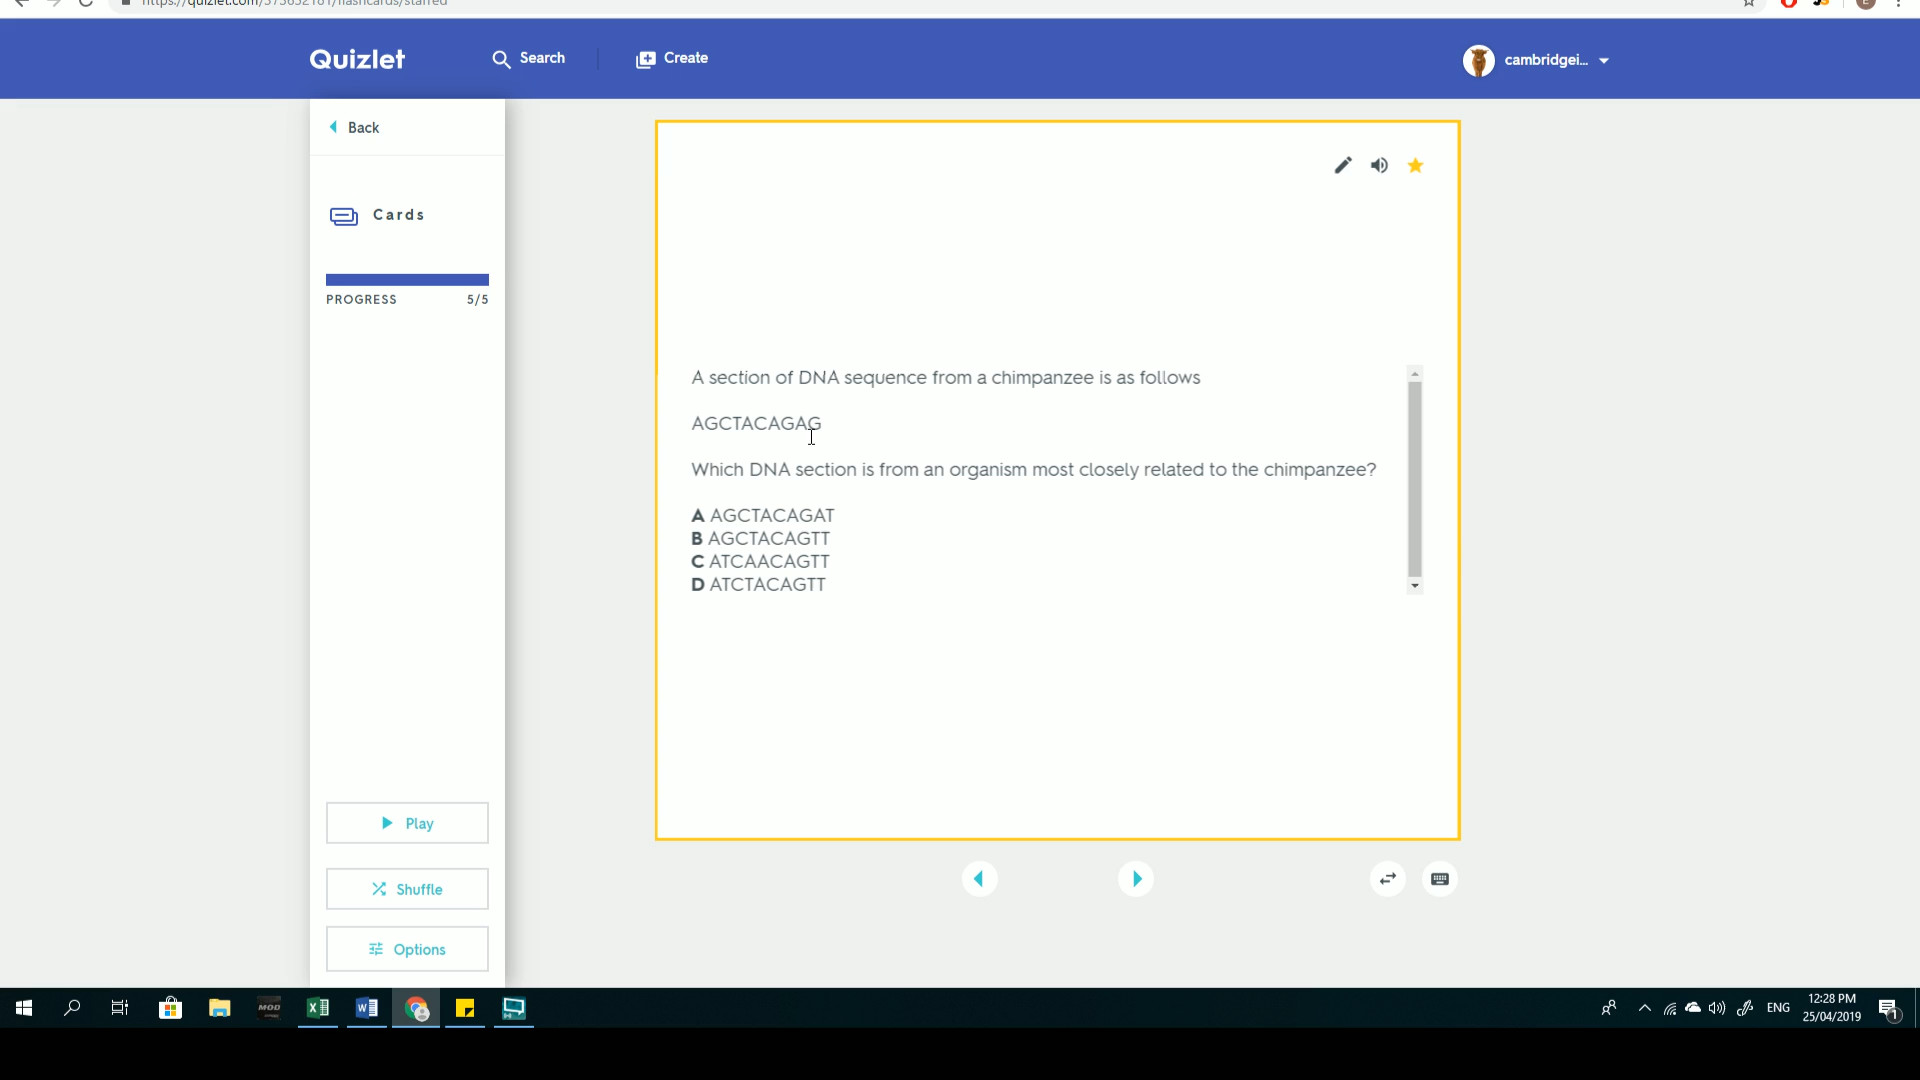 Quizlet
Search
Create
cambridgei...
Back
Cards
PROGRESS 5/5
A section of DNA sequence from a chimpanzee is as follows
AGCTACAGAG
Which DNA section is from an organism most closely related to the chimpanzee?
A AGCTACAGAT
B AGCTACAGTT
C ATCAACAGTT
D ATCTACAGTT
Play
Shuffle
Options
MOD
ENG
12:28 PM
25/04/2019
1